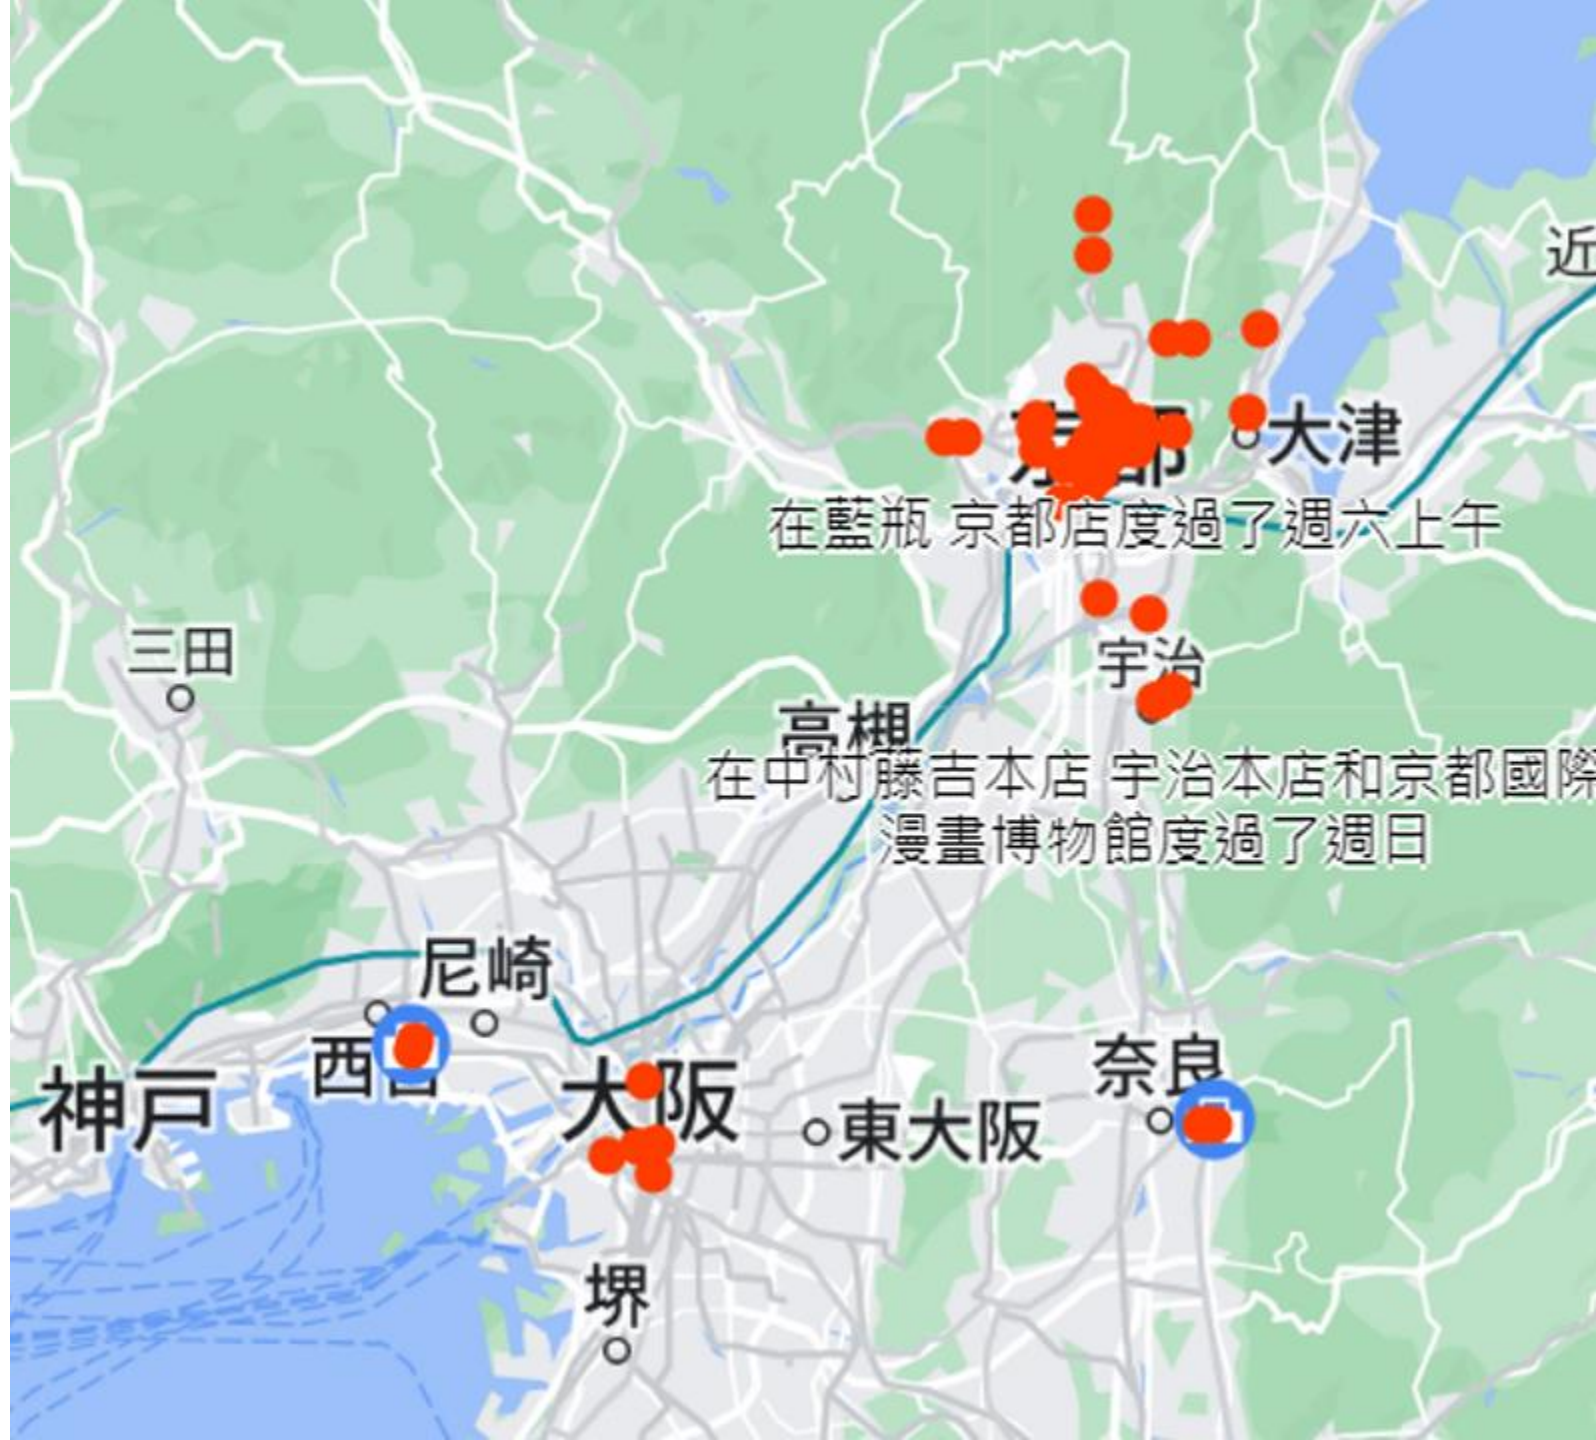 近
大津
在藍瓶 京都店度過了週六上午
三田
宇治
高槻
在中村藤吉本店 宇治本店和京都國際
漫畫博物館度過了週日
尼崎
西
神戸
大阪
東大阪
奈良
堺